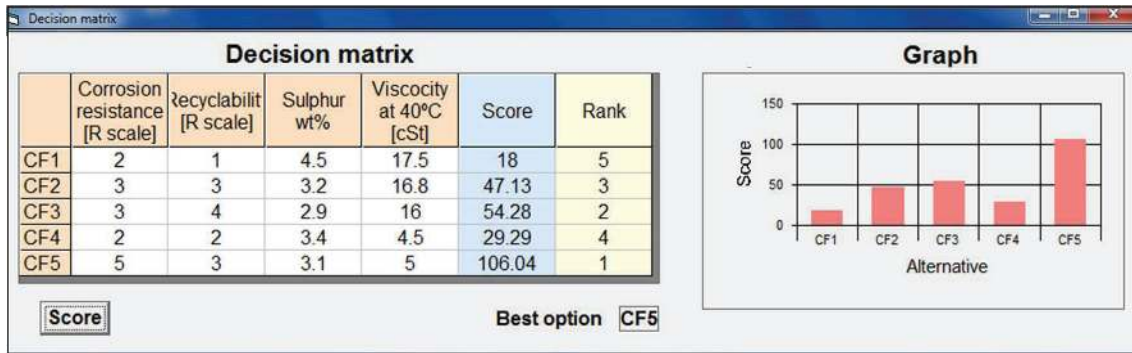 Decision matrix
Decision matrix
Corrosion resistance [R scale] Recyclabilit [R scale] Sulphur wt% Viscocity at 40ºC [cSt] Score Rank
CF1 2 1 4.5 17.5 18 5
CF2 3 3 3.2 16.8 47.13 3
CF3 3 4 2.9 16 54.28 2
CF4 2 2 3.4 4.5 29.29 4
CF5 5 3 3.1 5 106.04 1
Score
Best option CF5
Graph
150
100
50
0
Score
CF1 CF2 CF3 CF4 CF5
Alternative